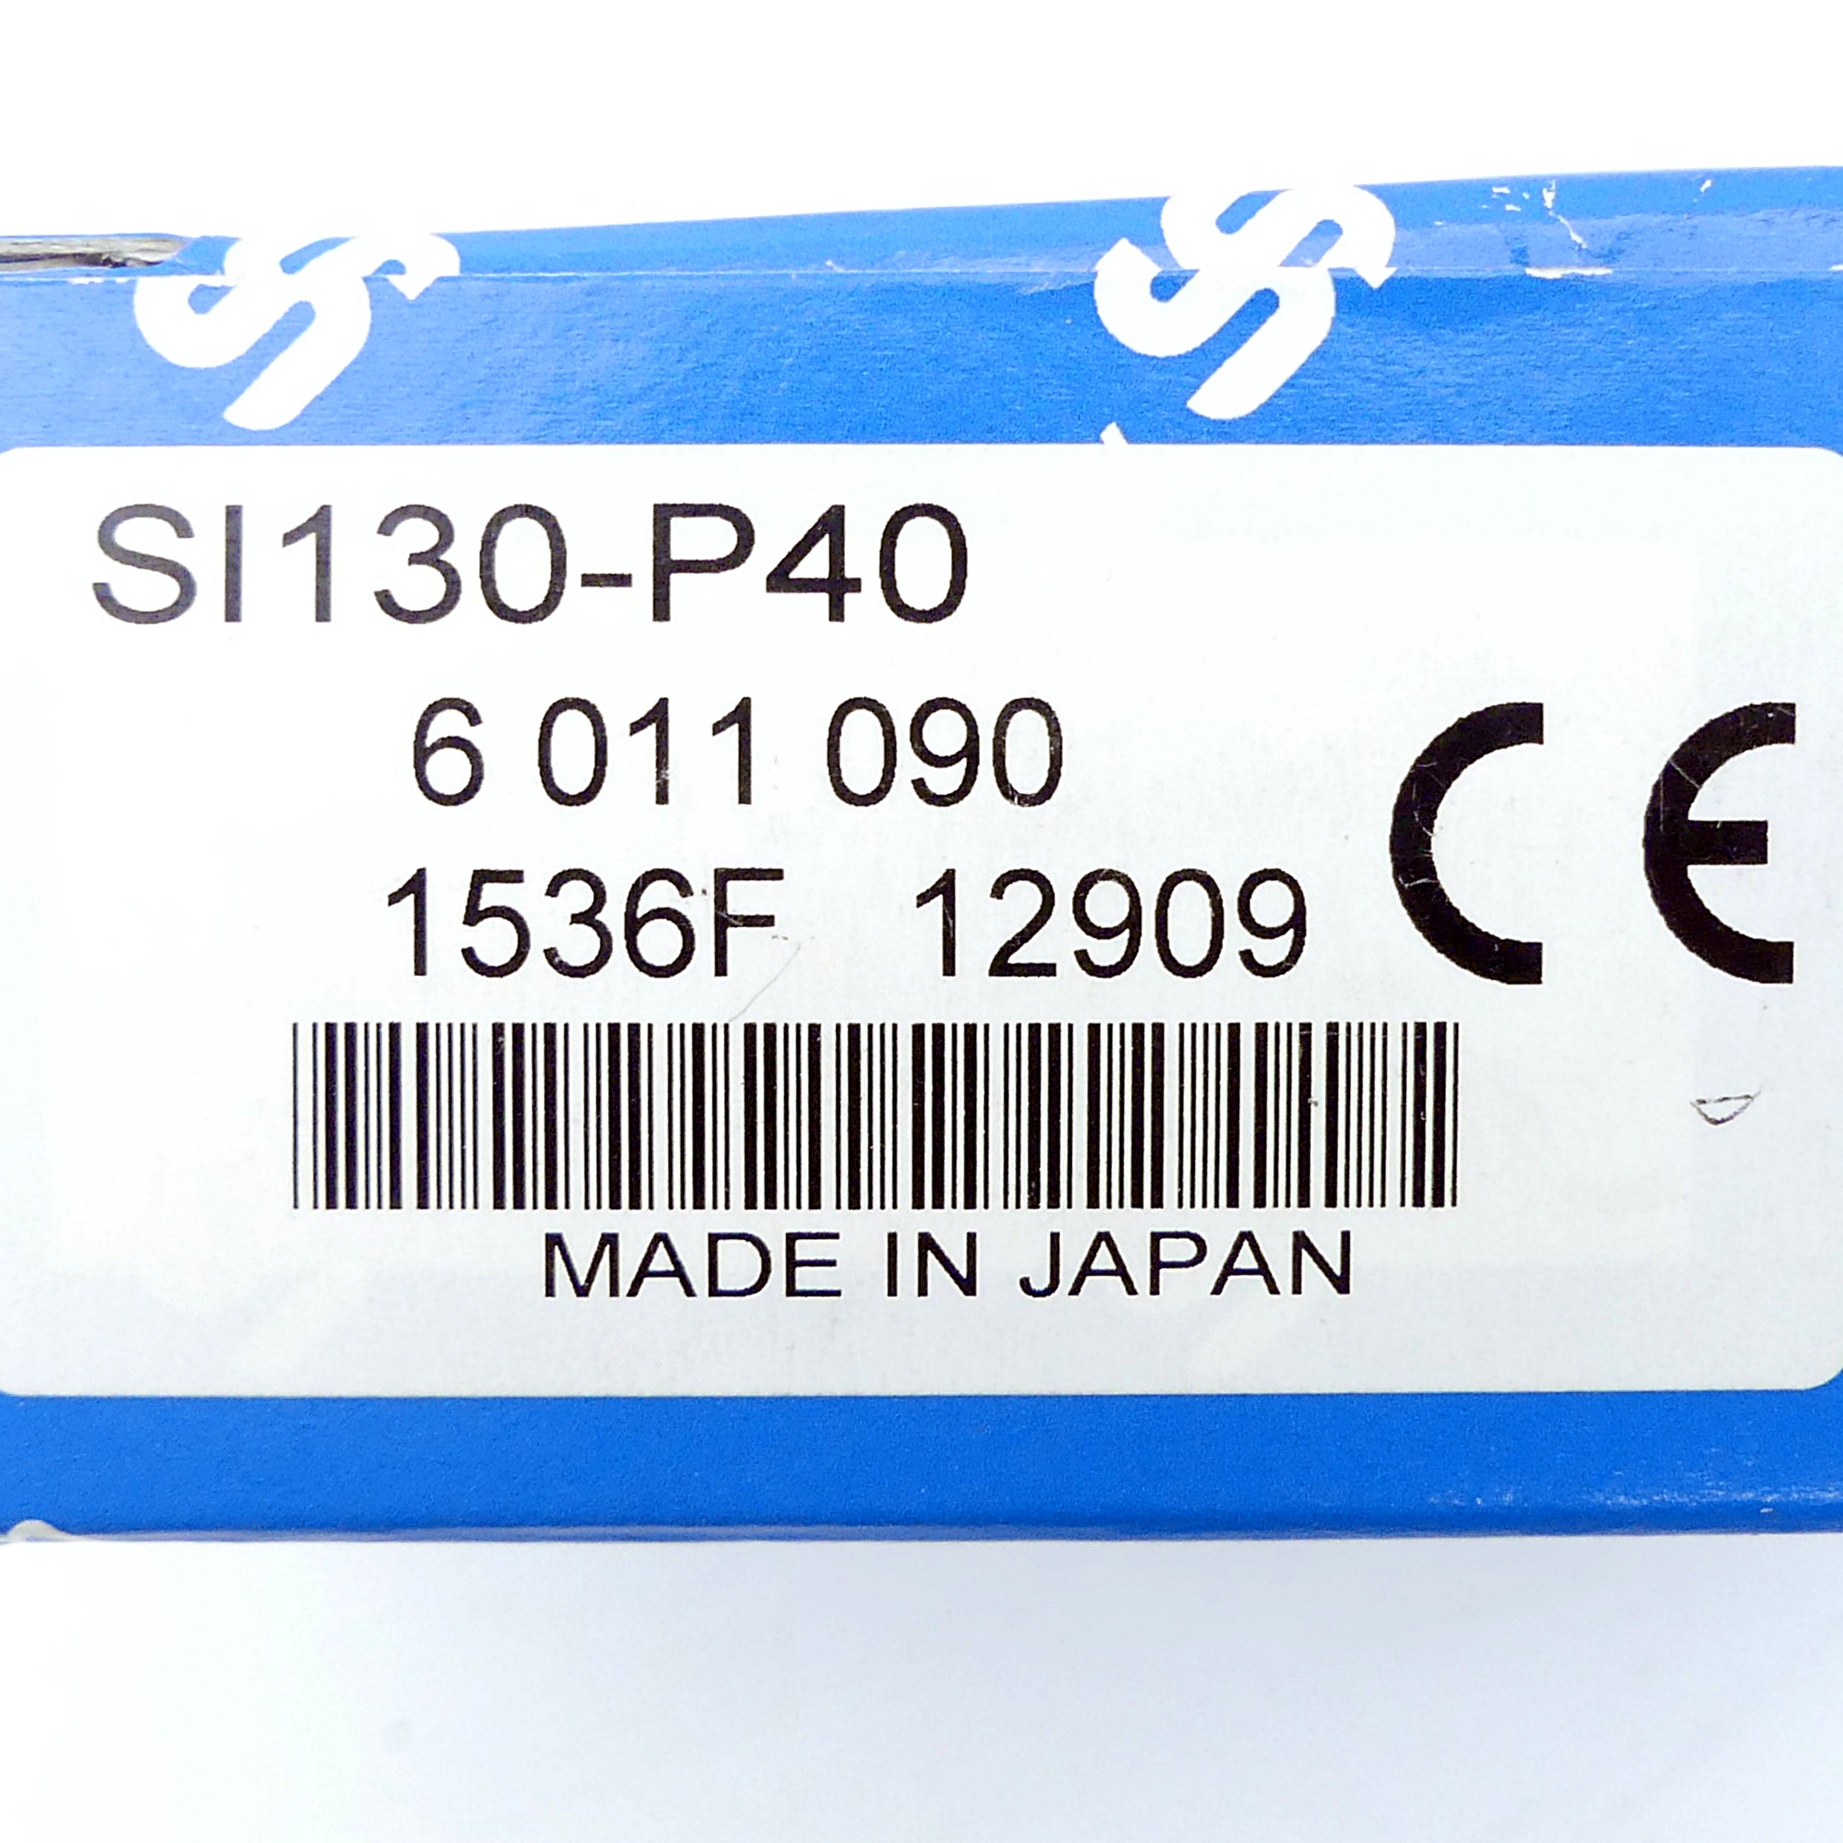 SI130-P40
6 011 090
1536F 12909
CE
MADE IN JAPAN